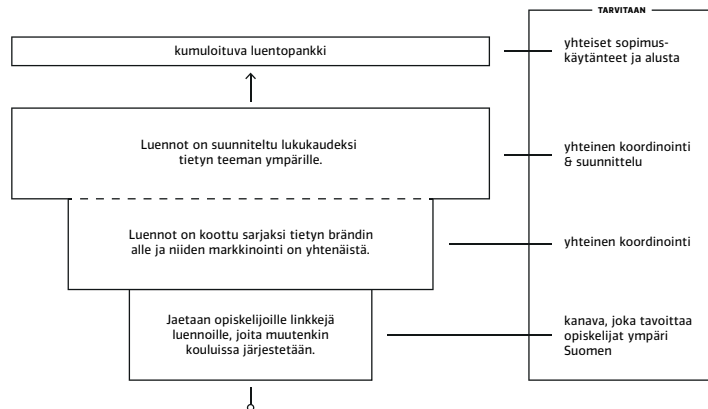 TARVITAAN
kumuloituva luentopankki
yhteiset sopimus-
käytänteet ja alusta
Luennot on suunniteltu lukukaudeksi
tietyn teeman ympärille.
yhteinen koordinointi
& suunnittelu
Luennot on koottu sarjaksi tietyn brändin
alle ja niiden markkinointi on yhtenäistä.
yhteinen koordinointi
Jaetaan opiskelijoille linkkejä
luennoille, joita muutenkin
kouluissa järjestetään.
kanava, joka tavoittaa
opiskelijat ympäri
Suomen